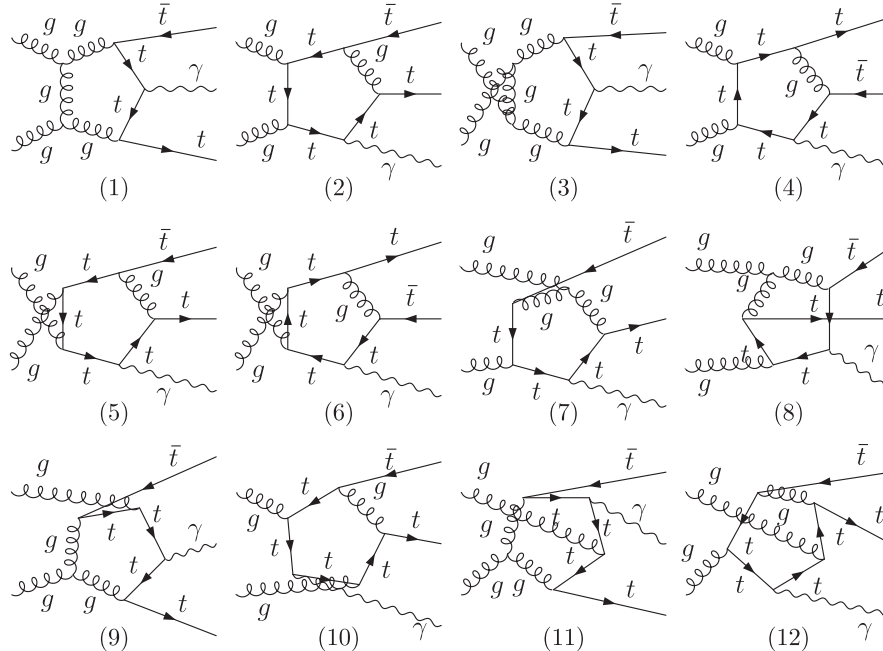 g g t̄ t γ g t g g t
(1)
g t t̄ g t t t g t γ
(2)
g g t̄ t γ g t g g t
(3)
g t t t̄ g t t g t γ
(4)
g t t̄ g t t t g t γ
(5)
g t t g t̄ t t g t γ
(6)
g t̄ g g t t t g t γ
(7)
g g t̄ g t t t g t γ
(8)
g t̄ t t g γ t g g t
(9)
g t t̄ g t t t t g γ
(10)
g t̄ g t t γ t g g t
(11)
g t̄ t g t t g t t γ
(12)